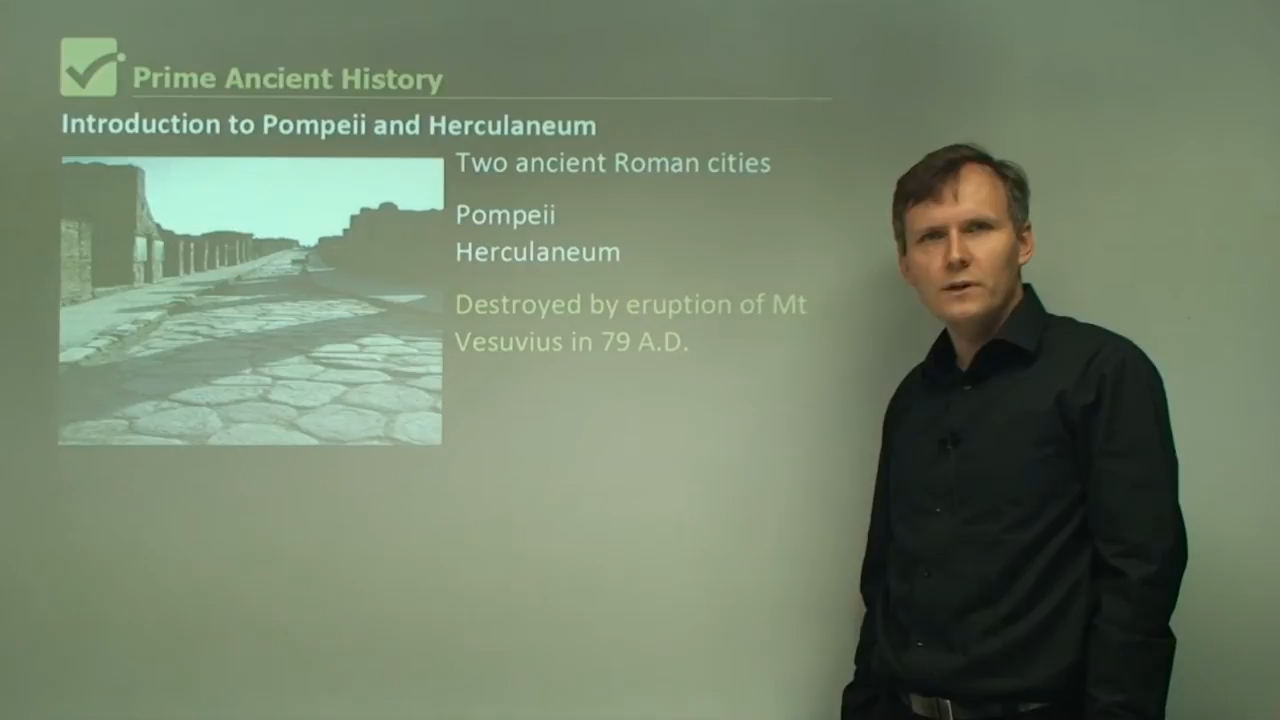 Prime Ancient History
Introduction to Pompeii and Herculaneum
Two ancient Roman cities
Pompeii
Herculaneum
Destroyed by eruption of Mt
Vesuvius in 79 A.D.